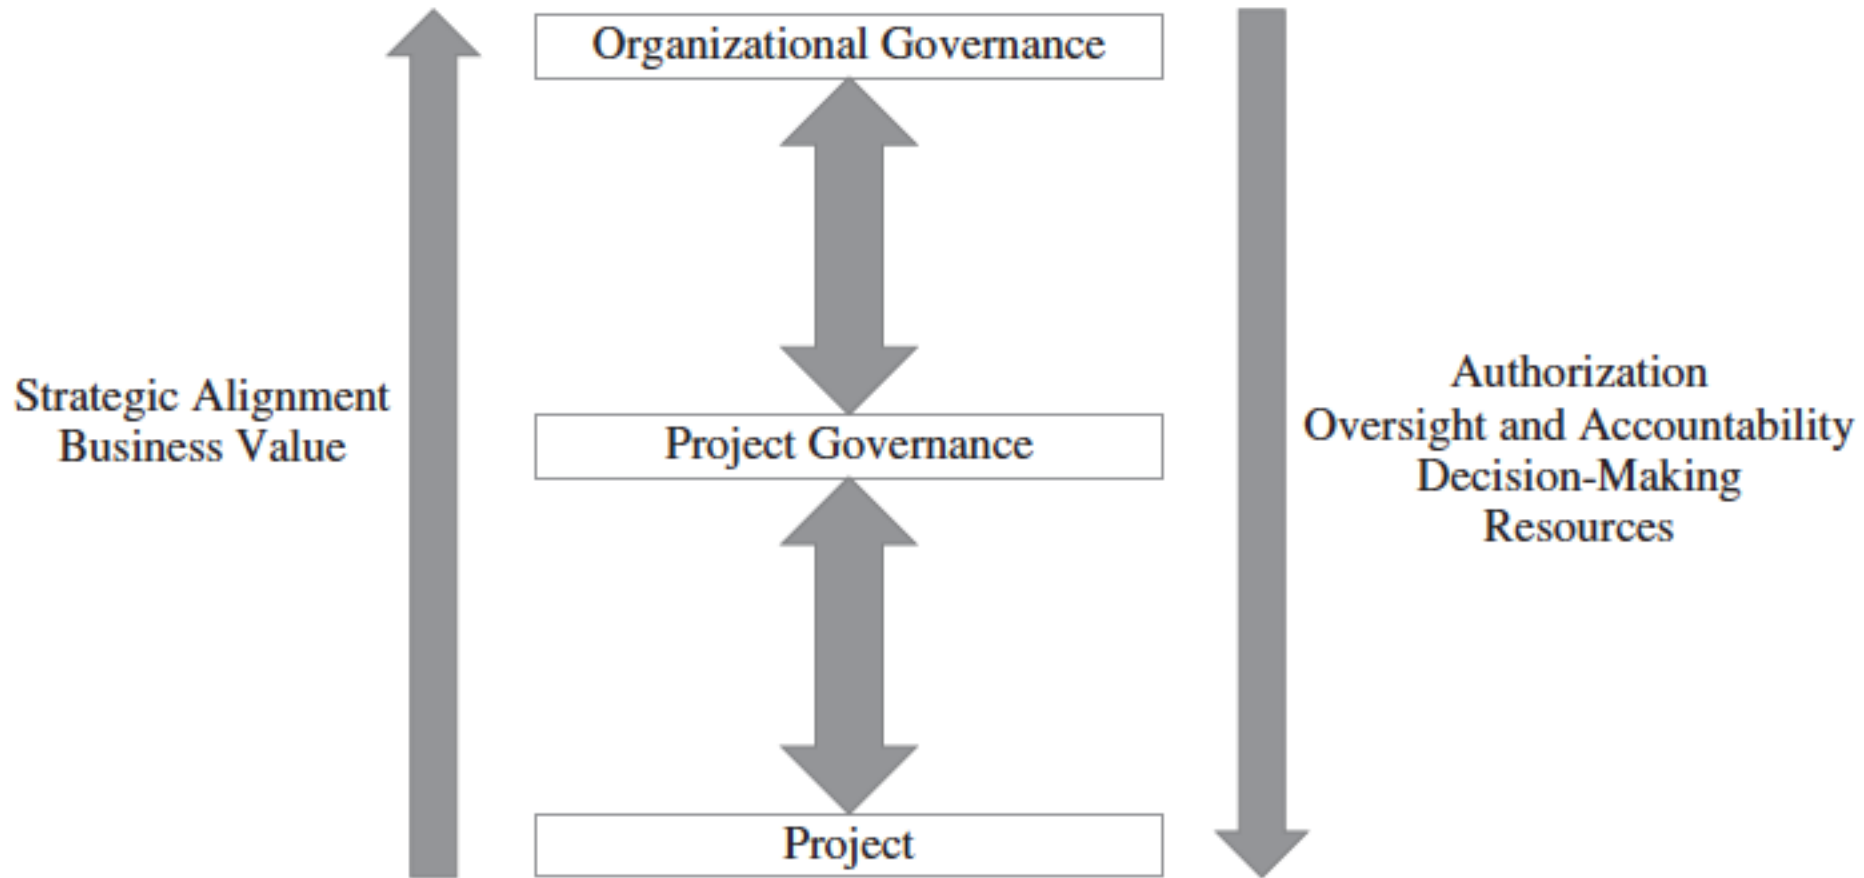 Organizational Governance
Strategic Alignment
Business Value
Project Governance
Authorization
Oversight and Accountability
Decision-Making
Resources
Project